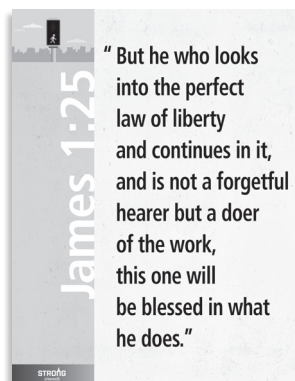 James 1:25
“ But he who looks
into the perfect
law of liberty
and continues in it,
and is not a forgetful
hearer but a doer
of the work,
this one will
be blessed in what
he does.”
STRONG